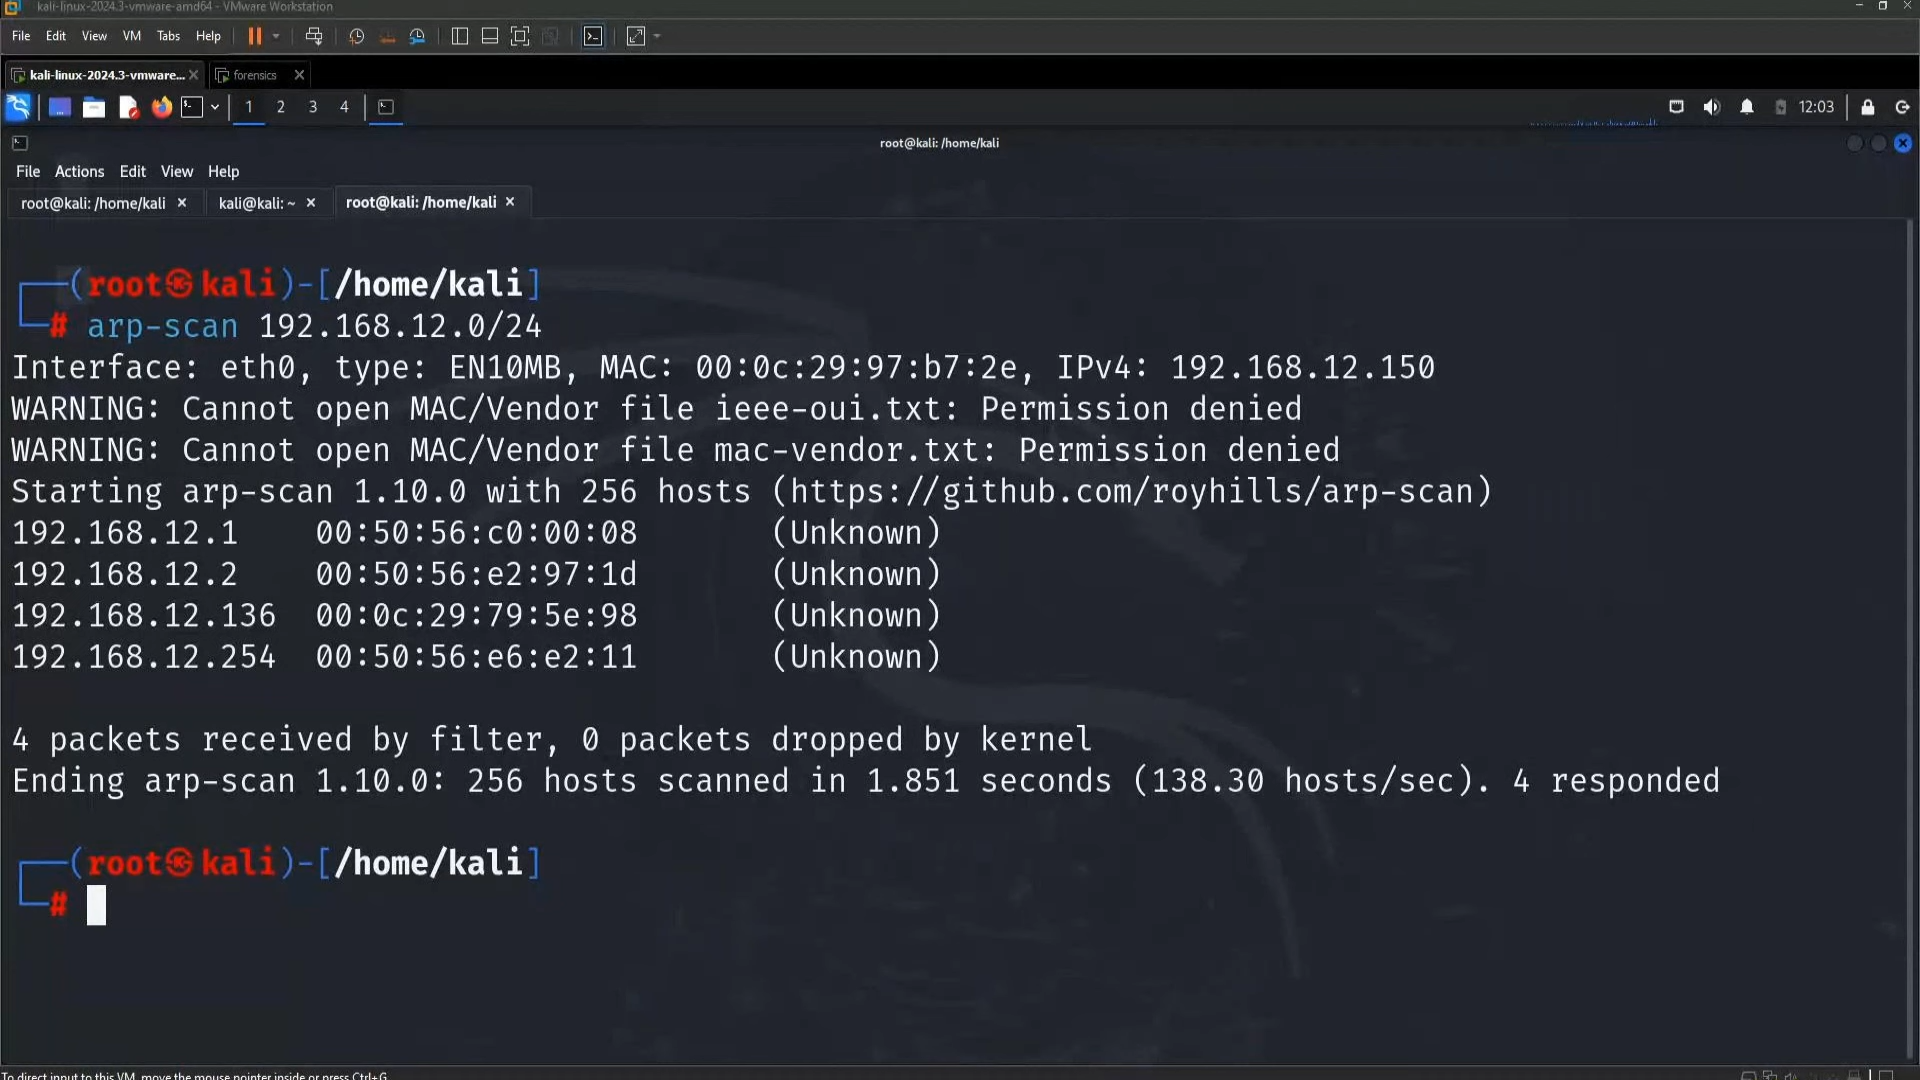 kali-linux-2024.3-vmware-amd64 - VMware Workstation
File Edit View VM Tabs Help
kali-linux-2024.3-vmware... forensics
1 2 3 4 12:03
root@kali: /home/kali
File Actions Edit View Help
root@kali: /home/kali kali@kali: ~ root@kali: /home/kali
(root㉿kali)-[/home/kali]
# arp-scan 192.168.12.0/24
Interface: eth0, type: EN10MB, MAC: 00:0c:29:97:b7:2e, IPv4: 192.168.12.150
WARNING: Cannot open MAC/Vendor file ieee-oui.txt: Permission denied
WARNING: Cannot open MAC/Vendor file mac-vendor.txt: Permission denied
Starting arp-scan 1.10.0 with 256 hosts (https://github.com/royhills/arp-scan)
192.168.12.1 00:50:56:c0:00:08 (Unknown)
192.168.12.2 00:50:56:e2:97:1d (Unknown)
192.168.12.136 00:0c:29:79:5e:98 (Unknown)
192.168.12.254 00:50:56:e6:e2:11 (Unknown)
4 packets received by filter, 0 packets dropped by kernel
Ending arp-scan 1.10.0: 256 hosts scanned in 1.851 seconds (138.30 hosts/sec). 4 responded
(root㉿kali)-[/home/kali]
#
To direct input to this VM, move the mouse pointer inside or press Ctrl+G.